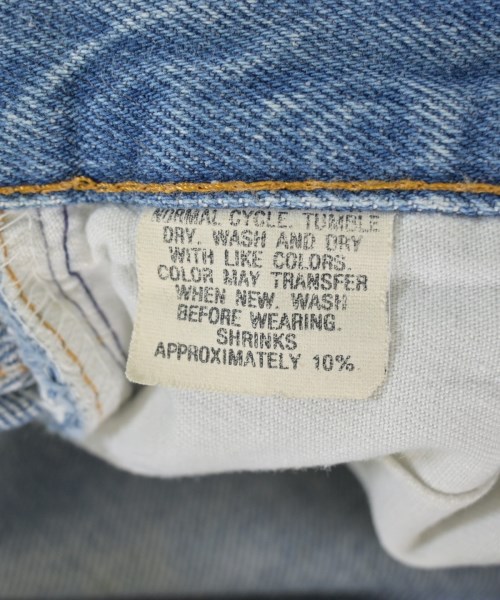 NORMAL CYCLE. TUMBLE
DRY. WASH AND DRY
WITH LIKE COLORS.
COLOR MAY TRANSFER
WHEN NEW. WASH
BEFORE WEARING.
SHRINKS
APPROXIMATELY 10%